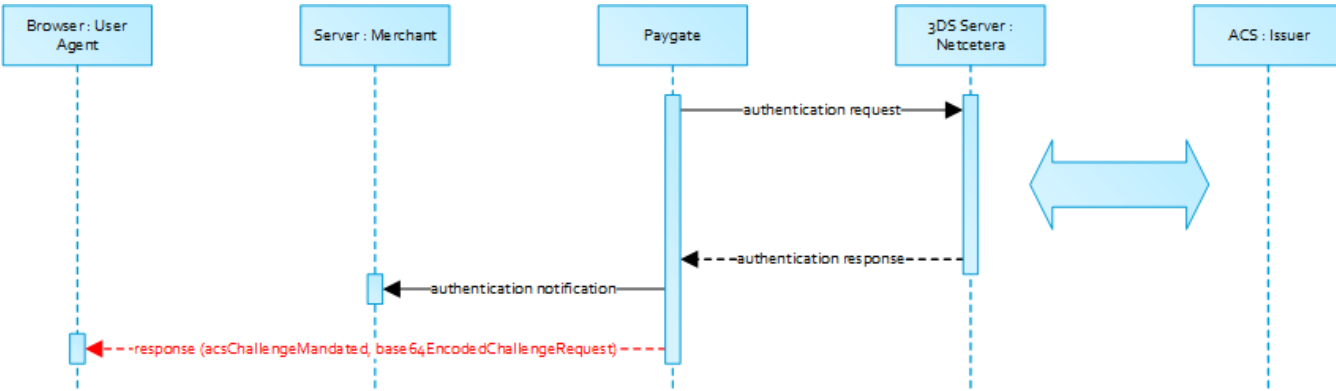 Browser : User
Agent
Server : Merchant
Paygate
3DS Server :
Netcetera
ACS : Issuer
authentication request
authentication response
authentication notification
response (acsChallengeMandated, base64EncodedChallengeRequest)